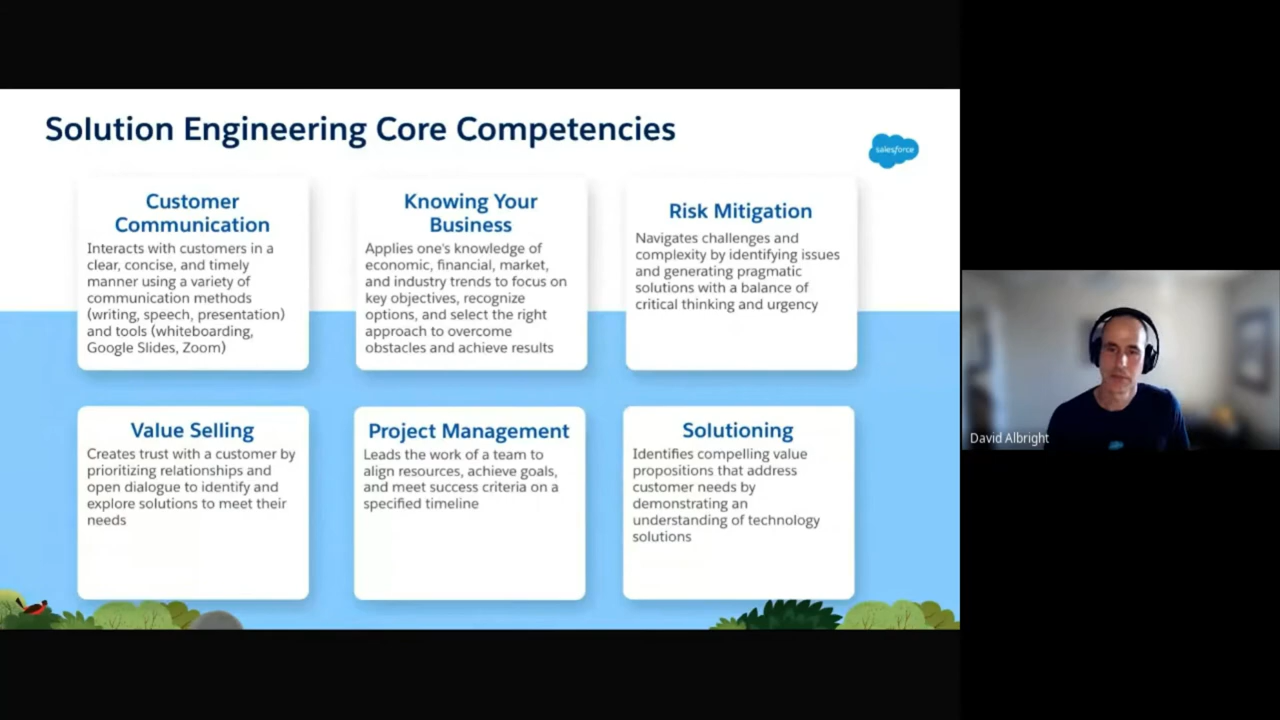 Solution Engineering Core Competencies
salesforce
Customer
Communication
Interacts with customers in a
clear, concise, and timely
manner using a variety of
communication methods
(writing, speech, presentation)
and tools (whiteboarding,
Google Slides, Zoom)
Knowing Your
Business
Applies one's knowledge of
economic, financial, market,
and industry trends to focus on
key objectives, recognize
options, and select the right
approach to overcome
obstacles and achieve results
Risk Mitigation
Navigates challenges and
complexity by identifying issues
and generating pragmatic
solutions with a balance of
critical thinking and urgency
Value Selling
Creates trust with a customer by
prioritizing relationships and
open dialogue to identify and
explore solutions to meet their
needs
Project Management
Leads the work of a team to
align resources, achieve goals,
and meet success criteria on a
specified timeline
Solutioning
Identifies compelling value
propositions that address
customer needs by
demonstrating an
understanding of technology
solutions
David Albright